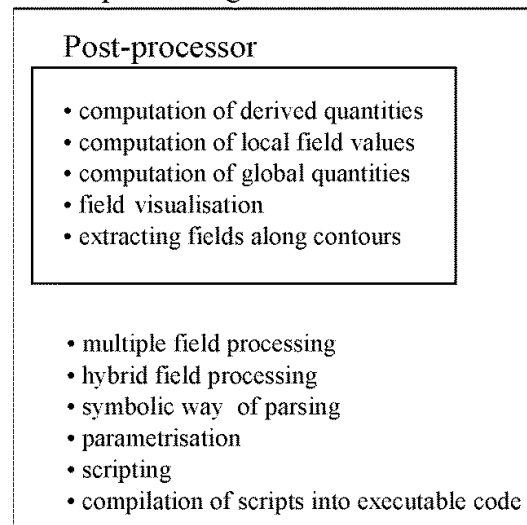 Post-processor
• computation of derived quantities
• computation of local field values
• computation of global quantities
• field visualisation
• extracting fields along contours
• multiple field processing
• hybrid field processing
• symbolic way of parsing
• parametrisation
• scripting
• compilation of scripts into executable code